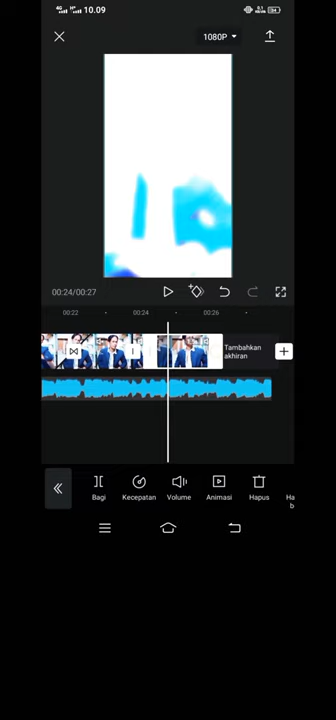 10.09
1080P
00:24/00:27
00:22
00:24
00:26
Tambahkan
akhiran
Bagi
Kecepatan
Volume
Animasi
Hapus
Ha
b